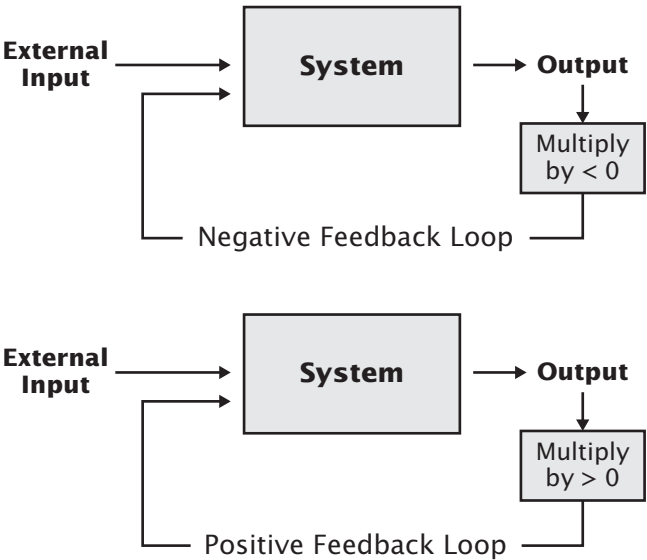 External
Input
System
Output
Multiply
by < 0
Negative Feedback Loop
External
Input
System
Output
Multiply
by > 0
Positive Feedback Loop